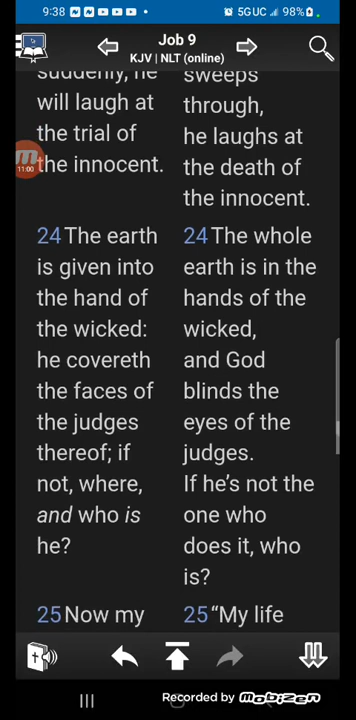 9:38
5GUC 98%
Job 9
KJV | NLT (online)
suddenly, he
will laugh at
the trial of
the innocent.
24 The earth
is given into
the hand of
the wicked:
he covereth
the faces of
the judges
thereof; if
not, where,
and who is
he?
25 Now my
sweeps
through,
he laughs at
the death of
the innocent.
24 The whole
earth is in the
hands of the
wicked,
and God
blinds the
eyes of the
judges.
If he's not the
one who
does it, who
is?
25 “My life
11:00
Recorded by Mobizen